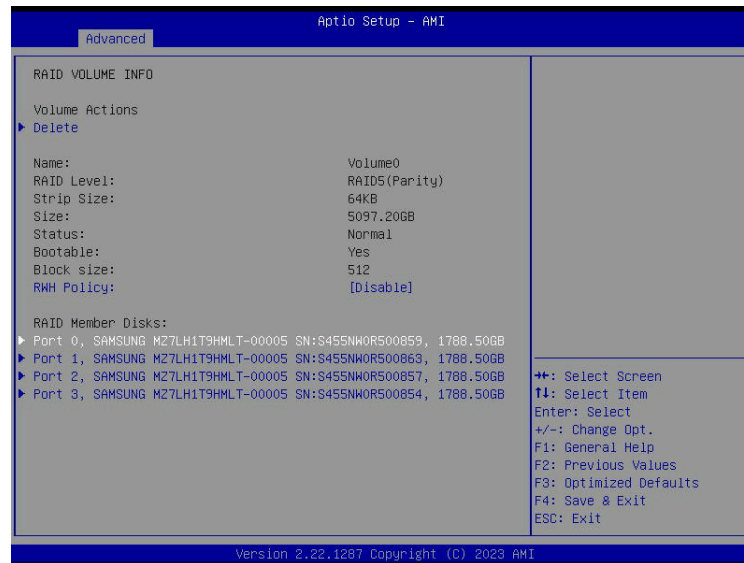 Aptio Setup - AMI
Advanced
RAID VOLUME INFO
Volume Actions
Delete
Name: Volume0
RAID Level: RAID5(Parity)
Strip Size: 64KB
Size: 5097.20GB
Status: Normal
Bootable: Yes
Block size: 512
RWH Policy: [Disable]
RAID Member Disks:
Port 0, SAMSUNG MZ7LH1T9HMLT-00005 SN:S455NW0R500859, 1788.50GB
Port 1, SAMSUNG MZ7LH1T9HMLT-00005 SN:S455NW0R500863, 1788.50GB
Port 2, SAMSUNG MZ7LH1T9HMLT-00005 SN:S455NW0R500857, 1788.50GB
Port 3, SAMSUNG MZ7LH1T9HMLT-00005 SN:S455NW0R500854, 1788.50GB
→←: Select Screen
↑↓: Select Item
Enter: Select
+/-: Change Opt.
F1: General Help
F2: Previous Values
F3: Optimized Defaults
F4: Save & Exit
ESC: Exit
Version 2.22.1287 Copyright (C) 2023 AMI